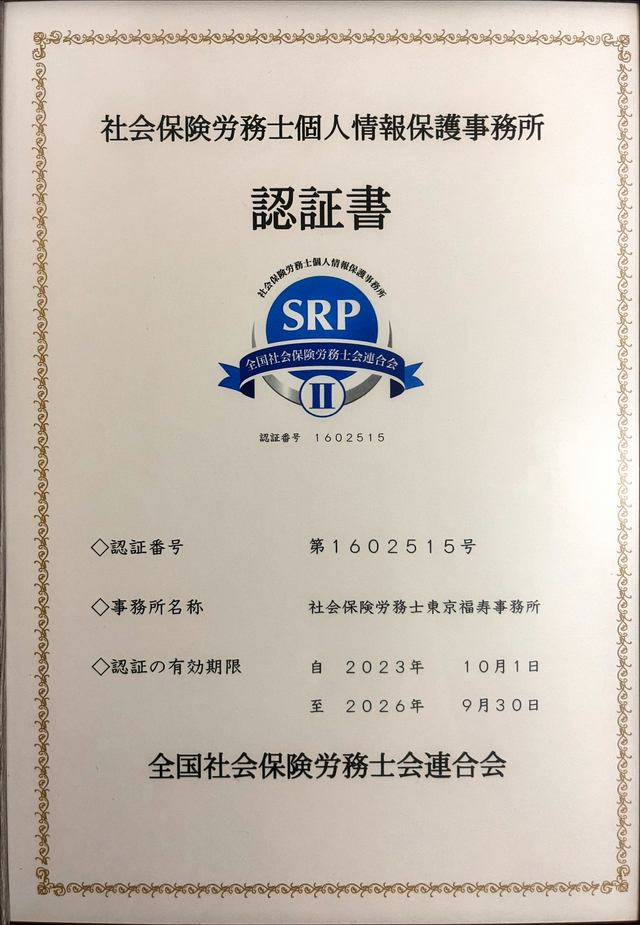 社会保険労務士個人情報保護事務所
認証書
社会保険労務士個人情報保護事務所
SRP
全国社会保険労務士会連合会
II
認証番号 1602515
◇認証番号 第1602515号
◇事務所名称 社会保険労務士東京福寿事務所
◇認証の有効期限 自 2023年 10月1日
至 2026年 9月30日
全国社会保険労務士会連合会